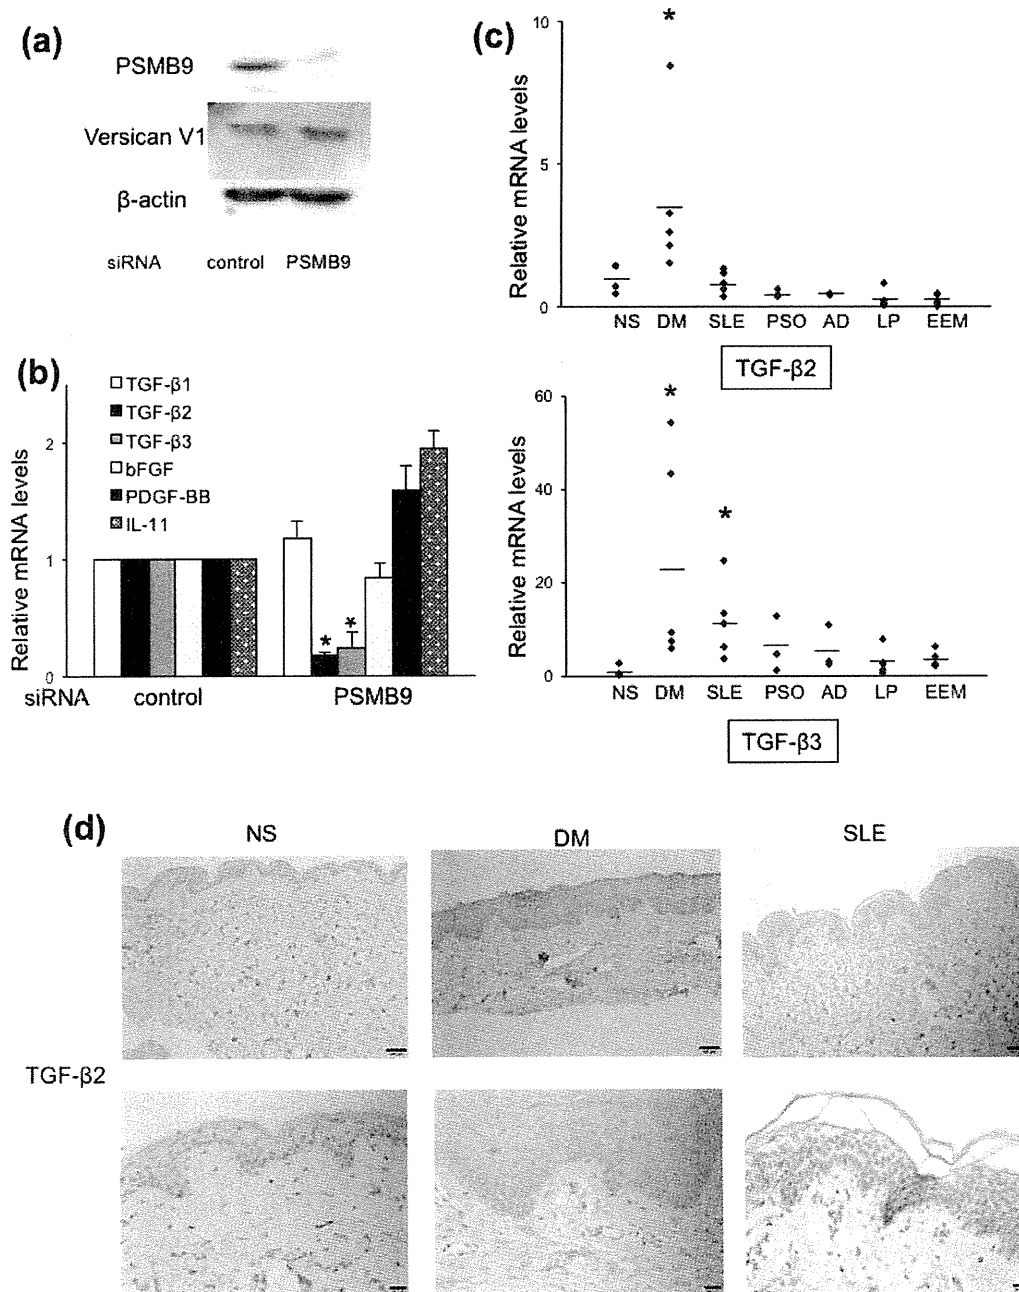 (a)
PSMB9
Versican V1
β-actin
siRNA control PSMB9
(b)
Relative mRNA levels
2
1
0
TGF-β1
TGF-β2
TGF-β3
bFGF
PDGF-BB
IL-11
* *
siRNA control PSMB9
(c)
Relative mRNA levels
10
5
0
*
NS DM SLE PSO AD LP EEM
TGF-β2
Relative mRNA levels
60
40
20
0
*
*
NS DM SLE PSO AD LP EEM
TGF-β3
(d)
NS DM SLE
TGF-β2